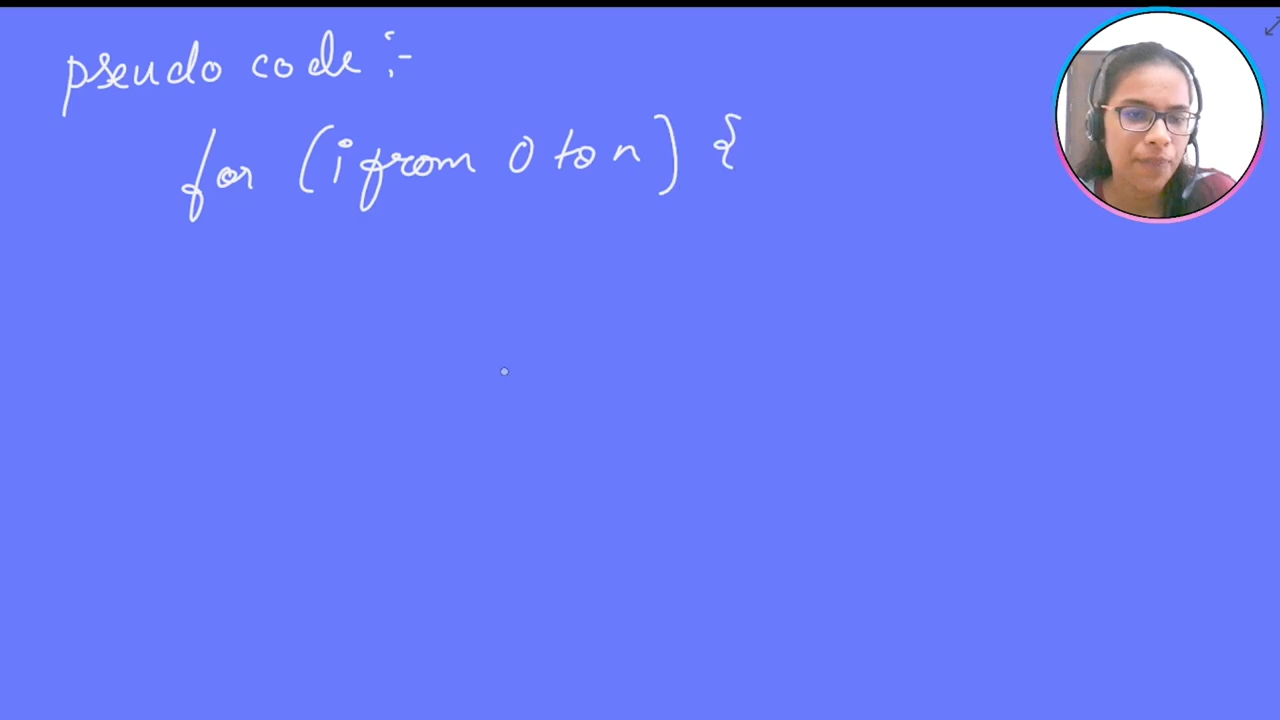 pseudo code :-
for (i from 0 to n) {